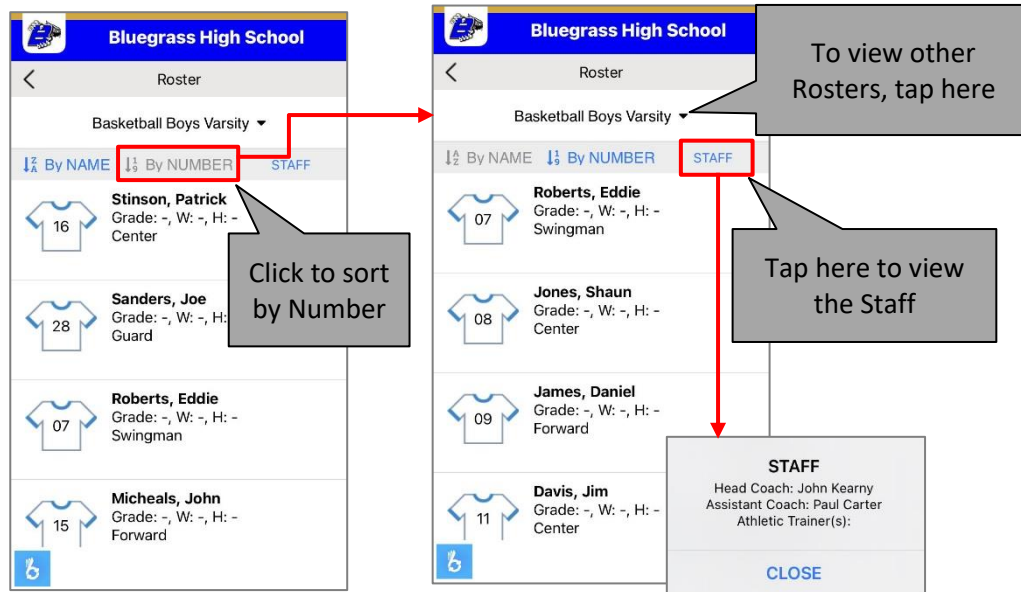 Bluegrass High School
Roster
Basketball Boys Varsity
By NAME By NUMBER STAFF
16
Stinson, Patrick
Grade: -, W: -, H: -
Center
28
Sanders, Joe
Grade: -, W: -, H:
Guard
07
Roberts, Eddie
Grade: -, W: -, H: -
Swingman
15
Micheals, John
Grade: -, W: -, H: -
Forward
Click to sort
by Number
Bluegrass High School
Roster
Basketball Boys Varsity
By NAME By NUMBER STAFF
07
Roberts, Eddie
Grade: -, W: -, H: -
Swingman
08
Jones, Shaun
Grade: -, W: -, H: -
Center
09
James, Daniel
Grade: -, W: -, H: -
Forward
11
Davis, Jim
Grade: -, W: -, H: -
Center
To view other
Rosters, tap here
Tap here to view
the Staff
STAFF
Head Coach: John Kearny
Assistant Coach: Paul Carter
Athletic Trainer(s):
CLOSE